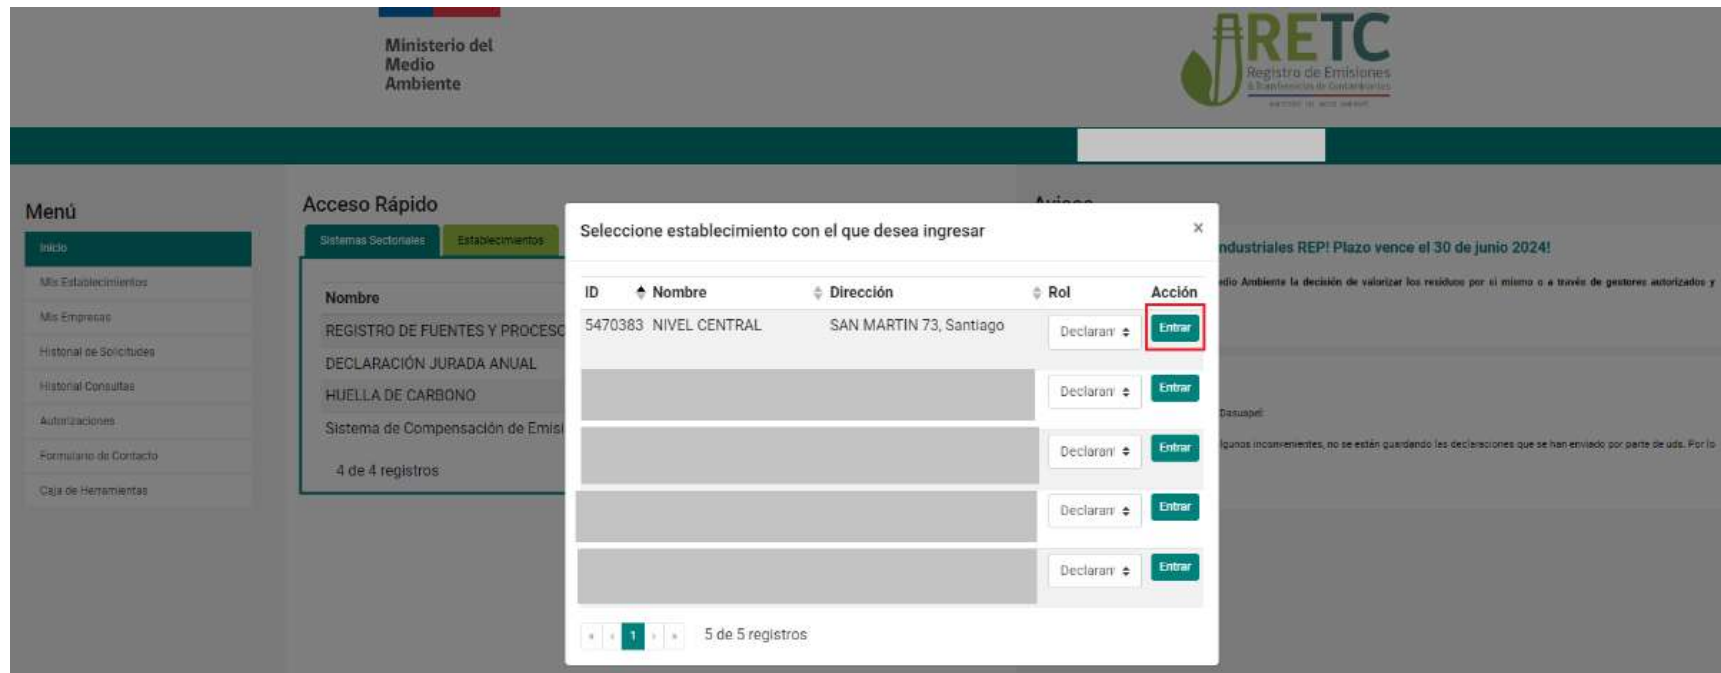 Ministerio del
Medio
Ambiente
RETC
Registro de Emisiones
Menú
Inicio
Mis Establecimientos
Mis Empresas
Historial de Solicitudes
Historial Consultas
Autorizaciones
Formulario de Contacto
Caja de Herramientas
Acceso Rápido
Sistemas Sectoriales
Establecimientos
Nombre
REGISTRO DE FUENTES Y PROCESO
DECLARACIÓN JURADA ANUAL
HUELLA DE CARBONO
Sistema de Compensación de Emisi
4 de 4 registros
Seleccione establecimiento con el que desea ingresar ×
ID Nombre Dirección Rol Acción
5470383 NIVEL CENTRAL SAN MARTIN 73, Santiago Declaran Entrar
Declaran Entrar
Declaran Entrar
Declaran Entrar
Declaran Entrar
« ‹ 1 › » 5 de 5 registros
ndustriales REP! Plazo vence el 30 de junio 2024!
edio Ambiente la decisión de valorizar los residuos por si mismo o a través de gestores autorizados y
lgunos inconvenientes, no se están guardando las declaraciones que se han enviado por parte de uds. Por lo